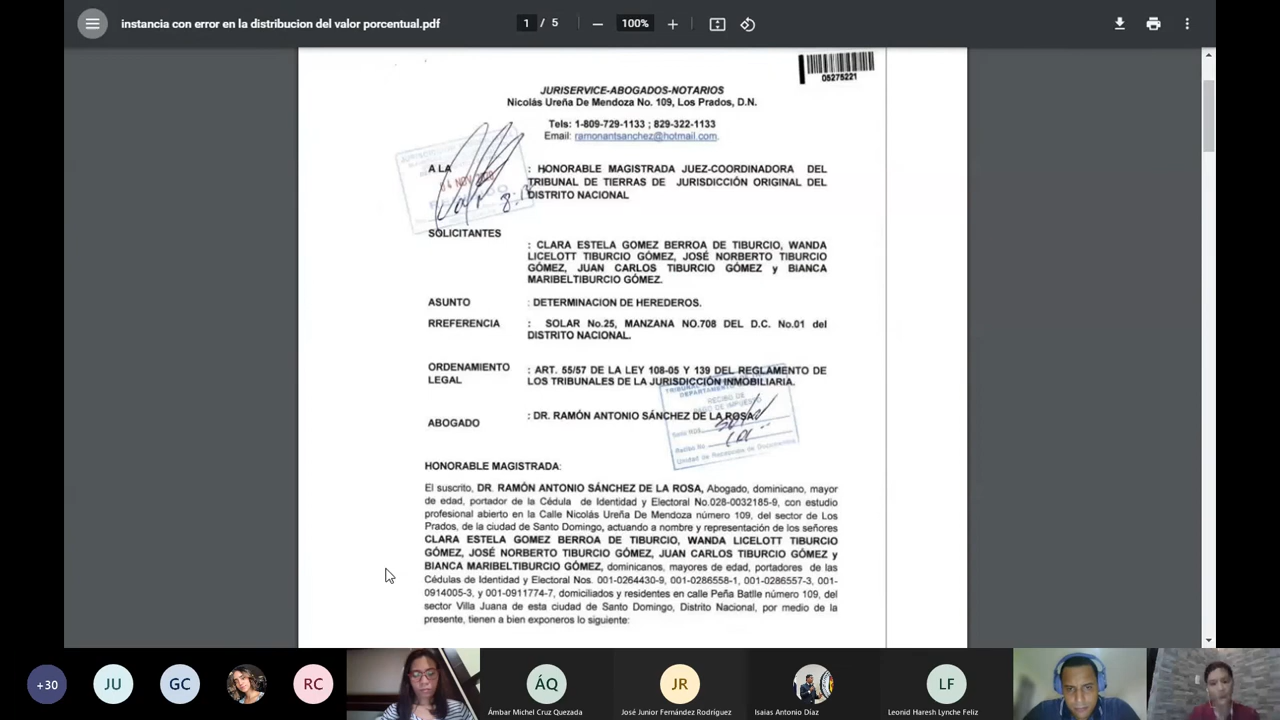 instancia con error en la distribucion del valor porcentual.pdf
1 / 5
100%
05275221
JURISERVICE-ABOGADOS-NOTARIOS
Nicolás Ureña De Mendoza No. 109, Los Prados, D.N.
Tels: 1-809-729-1133 ; 829-322-1133
Email: ramonantsanchez@hotmail.com.
A LA : HONORABLE MAGISTRADA JUEZ-COORDINADORA DEL
TRIBUNAL DE TIERRAS DE JURISDICCIÓN ORIGINAL DEL
DISTRITO NACIONAL
SOLICITANTES
: CLARA ESTELA GOMEZ BERROA DE TIBURCIO, WANDA
LICELOTT TIBURCIO GÓMEZ, JOSÉ NORBERTO TIBURCIO
GÓMEZ, JUAN CARLOS TIBURCIO GÓMEZ y BIANCA
MARIBELTIBURCIO GÓMEZ.
ASUNTO : DETERMINACION DE HEREDEROS.
RREFERENCIA : SOLAR No.25, MANZANA NO.708 DEL D.C. No.01 del
DISTRITO NACIONAL.
ORDENAMIENTO : ART. 55/57 DE LA LEY 108-05 Y 139 DEL REGLAMENTO DE
LEGAL LOS TRIBUNALES DE LA JURISDICCIÓN INMOBILIARIA.
ABOGADO : DR. RAMÓN ANTONIO SÁNCHEZ DE LA ROSA.
RECIBO DE
PAGO DE IMPUESTO
Recibo No.
Unidad de Recepción de Documentos
HONORABLE MAGISTRADA:
El suscrito, DR. RAMÓN ANTONIO SÁNCHEZ DE LA ROSA, Abogado, dominicano, mayor
de edad, portador de la Cédula de Identidad y Electoral No.028-0032185-9, con estudio
profesional abierto en la Calle Nicolás Ureña De Mendoza número 109, del sector de Los
Prados, de la ciudad de Santo Domingo, actuando a nombre y representación de los señores
CLARA ESTELA GOMEZ BERROA DE TIBURCIO, WANDA LICELOTT TIBURCIO
GÓMEZ, JOSÉ NORBERTO TIBURCIO GÓMEZ, JUAN CARLOS TIBURCIO GÓMEZ y
BIANCA MARIBELTIBURCIO GÓMEZ, dominicanos, mayores de edad, portadores de las
Cédulas de Identidad y Electoral Nos. 001-0264430-9, 001-0286558-1, 001-0286557-3, 001-
0914005-3, y 001-0911774-7, domiciliados y residentes en calle Peña Batlle número 109, del
sector Villa Juana de esta ciudad de Santo Domingo, Distrito Nacional, por medio de la
presente, tienen a bien exponeros lo siguiente:
+30 JU GC RC ÁQ JR LF
Ámbar Michel Cruz Quezada José Junior Fernández Rodríguez Isaias Antonio Díaz Leonid Haresh Lynche Feliz